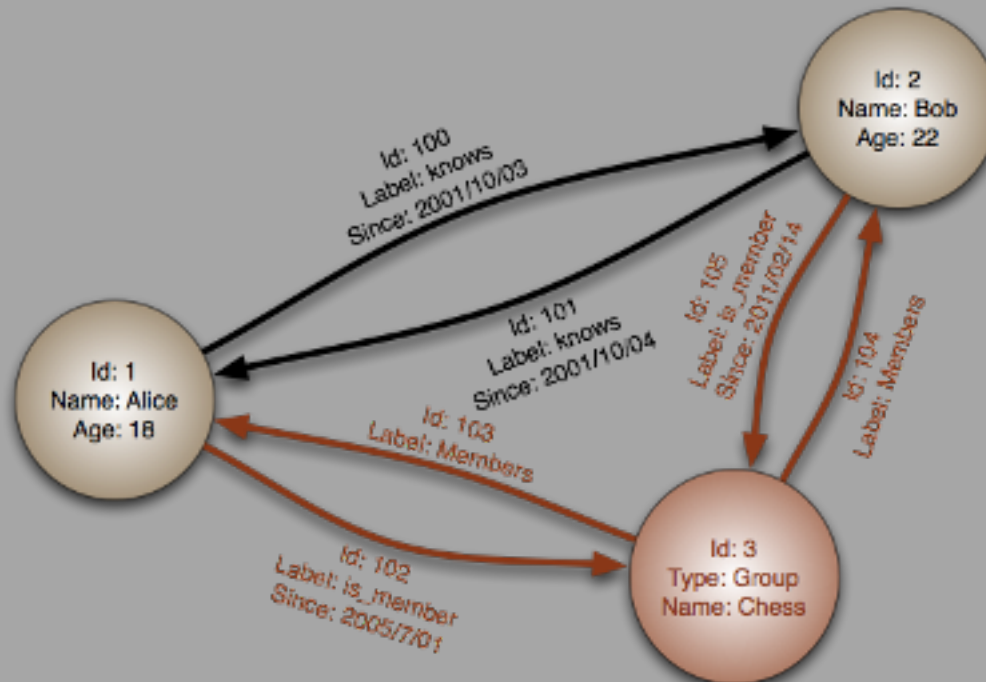 Id: 2
Name: Bob
Age: 22
Id: 100
Label: knows
Since: 2001/10/03
Id: 101
Label: knows
Since: 2001/10/04
Id: 105
Label: is_member
Since: 2011/02/14
Id: 104
Label: Members
Id: 1
Name: Alice
Age: 18
Id: 103
Label: Members
Id: 102
Label: is_member
Since: 2005/7/01
Id: 3
Type: Group
Name: Chess